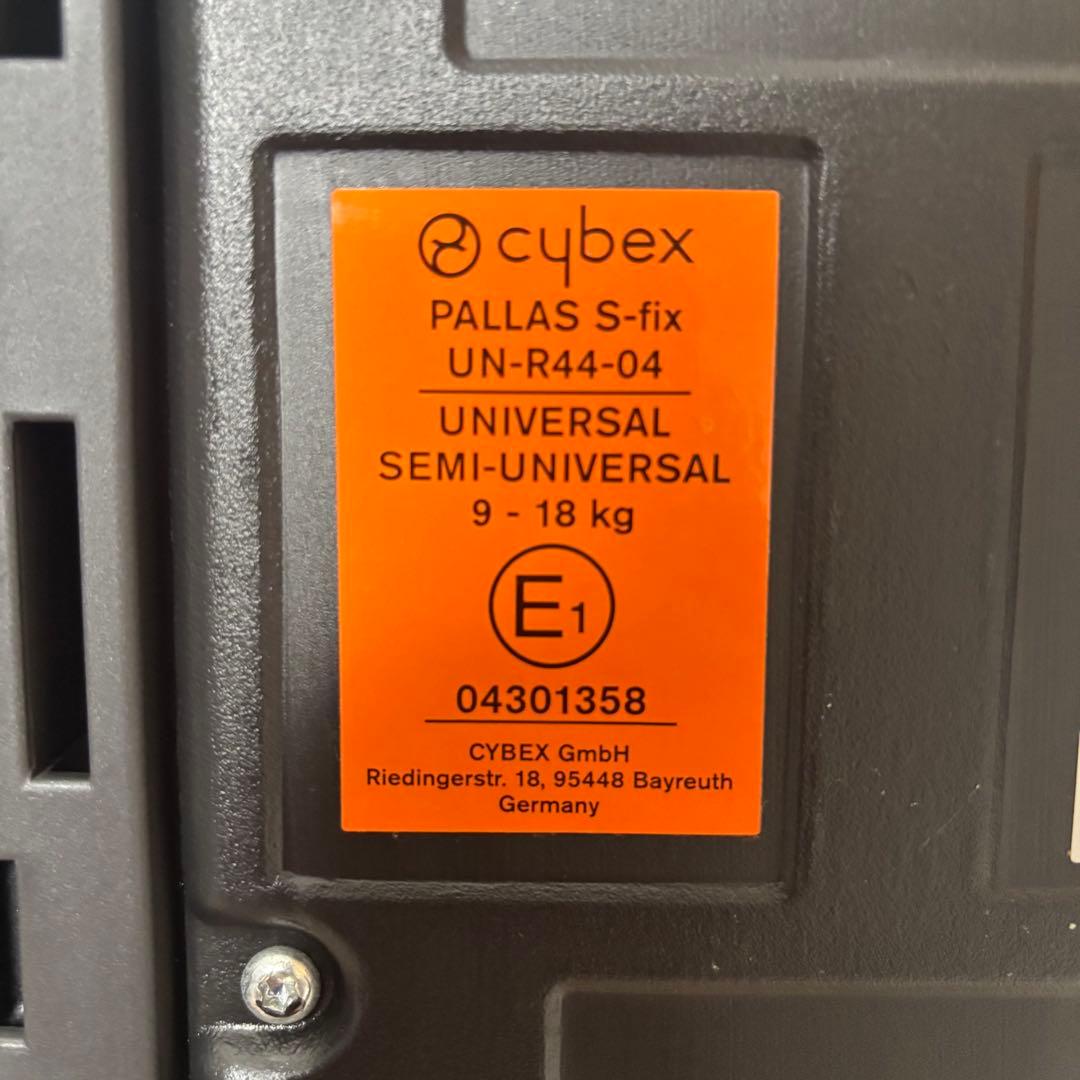 cybex
PALLAS S-fix
UN-R44-04
UNIVERSAL
SEMI-UNIVERSAL
9 - 18 kg
E1
04301358
CYBEX GmbH
Riedingerstr. 18, 95448 Bayreuth
Germany